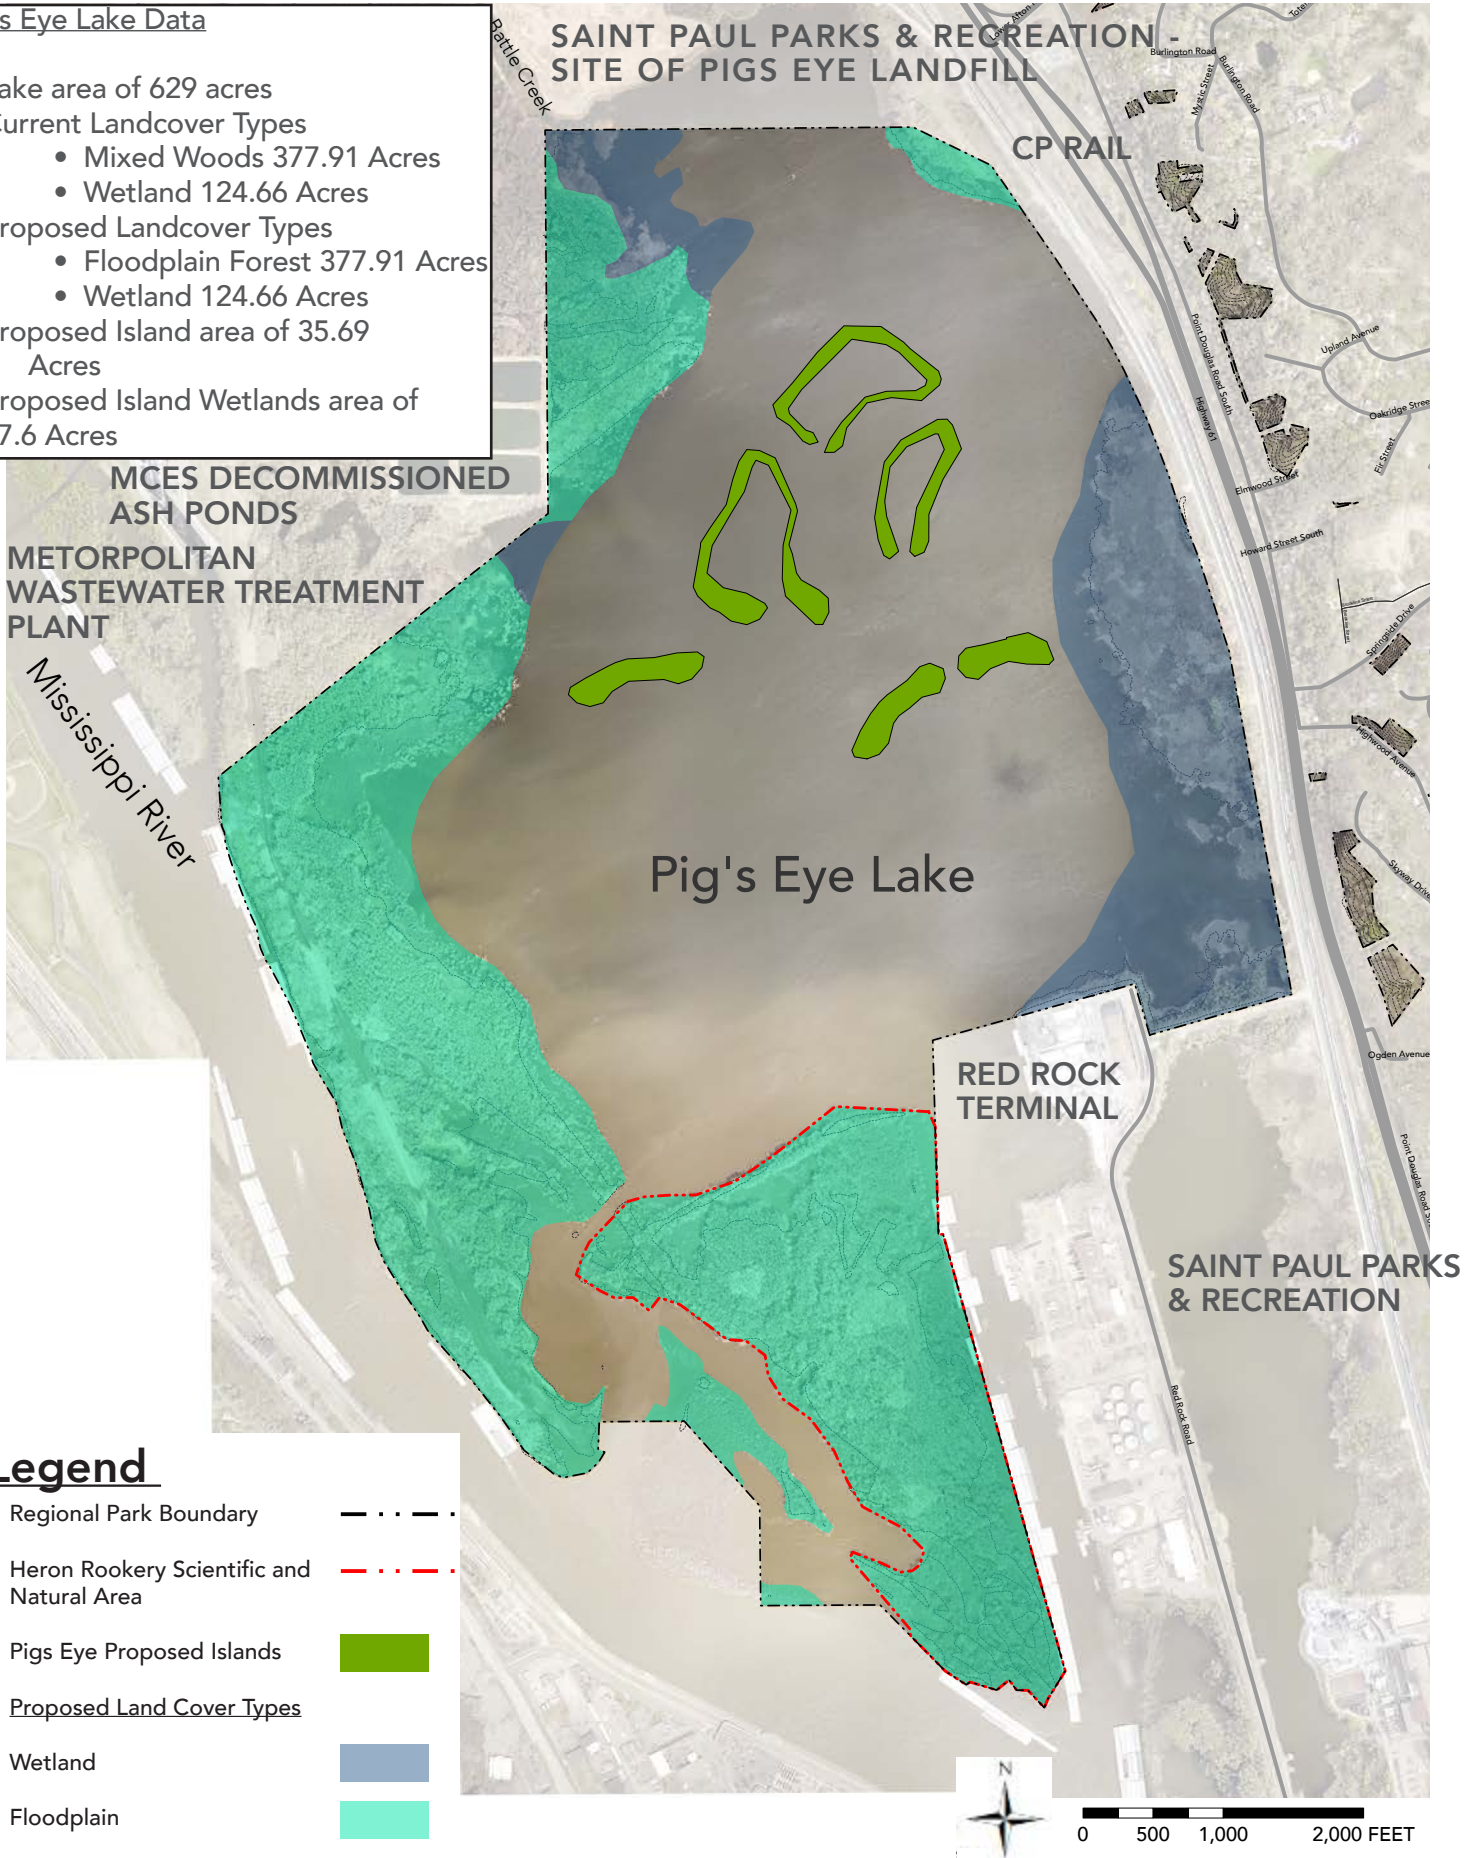 s Eye Lake Data
ake area of 629 acres
urrent Landcover Types
• Mixed Woods 377.91 Acres
• Wetland 124.66 Acres
roposed Landcover Types
• Floodplain Forest 377.91 Acres
• Wetland 124.66 Acres
roposed Island area of 35.69
Acres
roposed Island Wetlands area of
7.6 Acres
Battle Creek
SAINT PAUL PARKS & RECREATION -
SITE OF PIGS EYE LANDFILL
Lower Afton
Burlington Road
Mystic Street
Burlington Road
CP RAIL
Point Douglas Road South
Highway 61
Upland Avenue
Oakridge Stree
Fir Street
Elmwood Street
Howard Street South
Springside Drive
Highwood Avenue
Skyway Drive
Ogden Avenue
MCES DECOMMISSIONED
ASH PONDS
METORPOLITAN
WASTEWATER TREATMENT
PLANT
Mississippi River
Pig's Eye Lake
RED ROCK
TERMINAL
Point Douglas Road So
SAINT PAUL PARKS
& RECREATION
Red Rock Road
Legend
Regional Park Boundary
Heron Rookery Scientific and
Natural Area
Pigs Eye Proposed Islands
Proposed Land Cover Types
Wetland
Floodplain
N
0 500 1,000 2,000 FEET